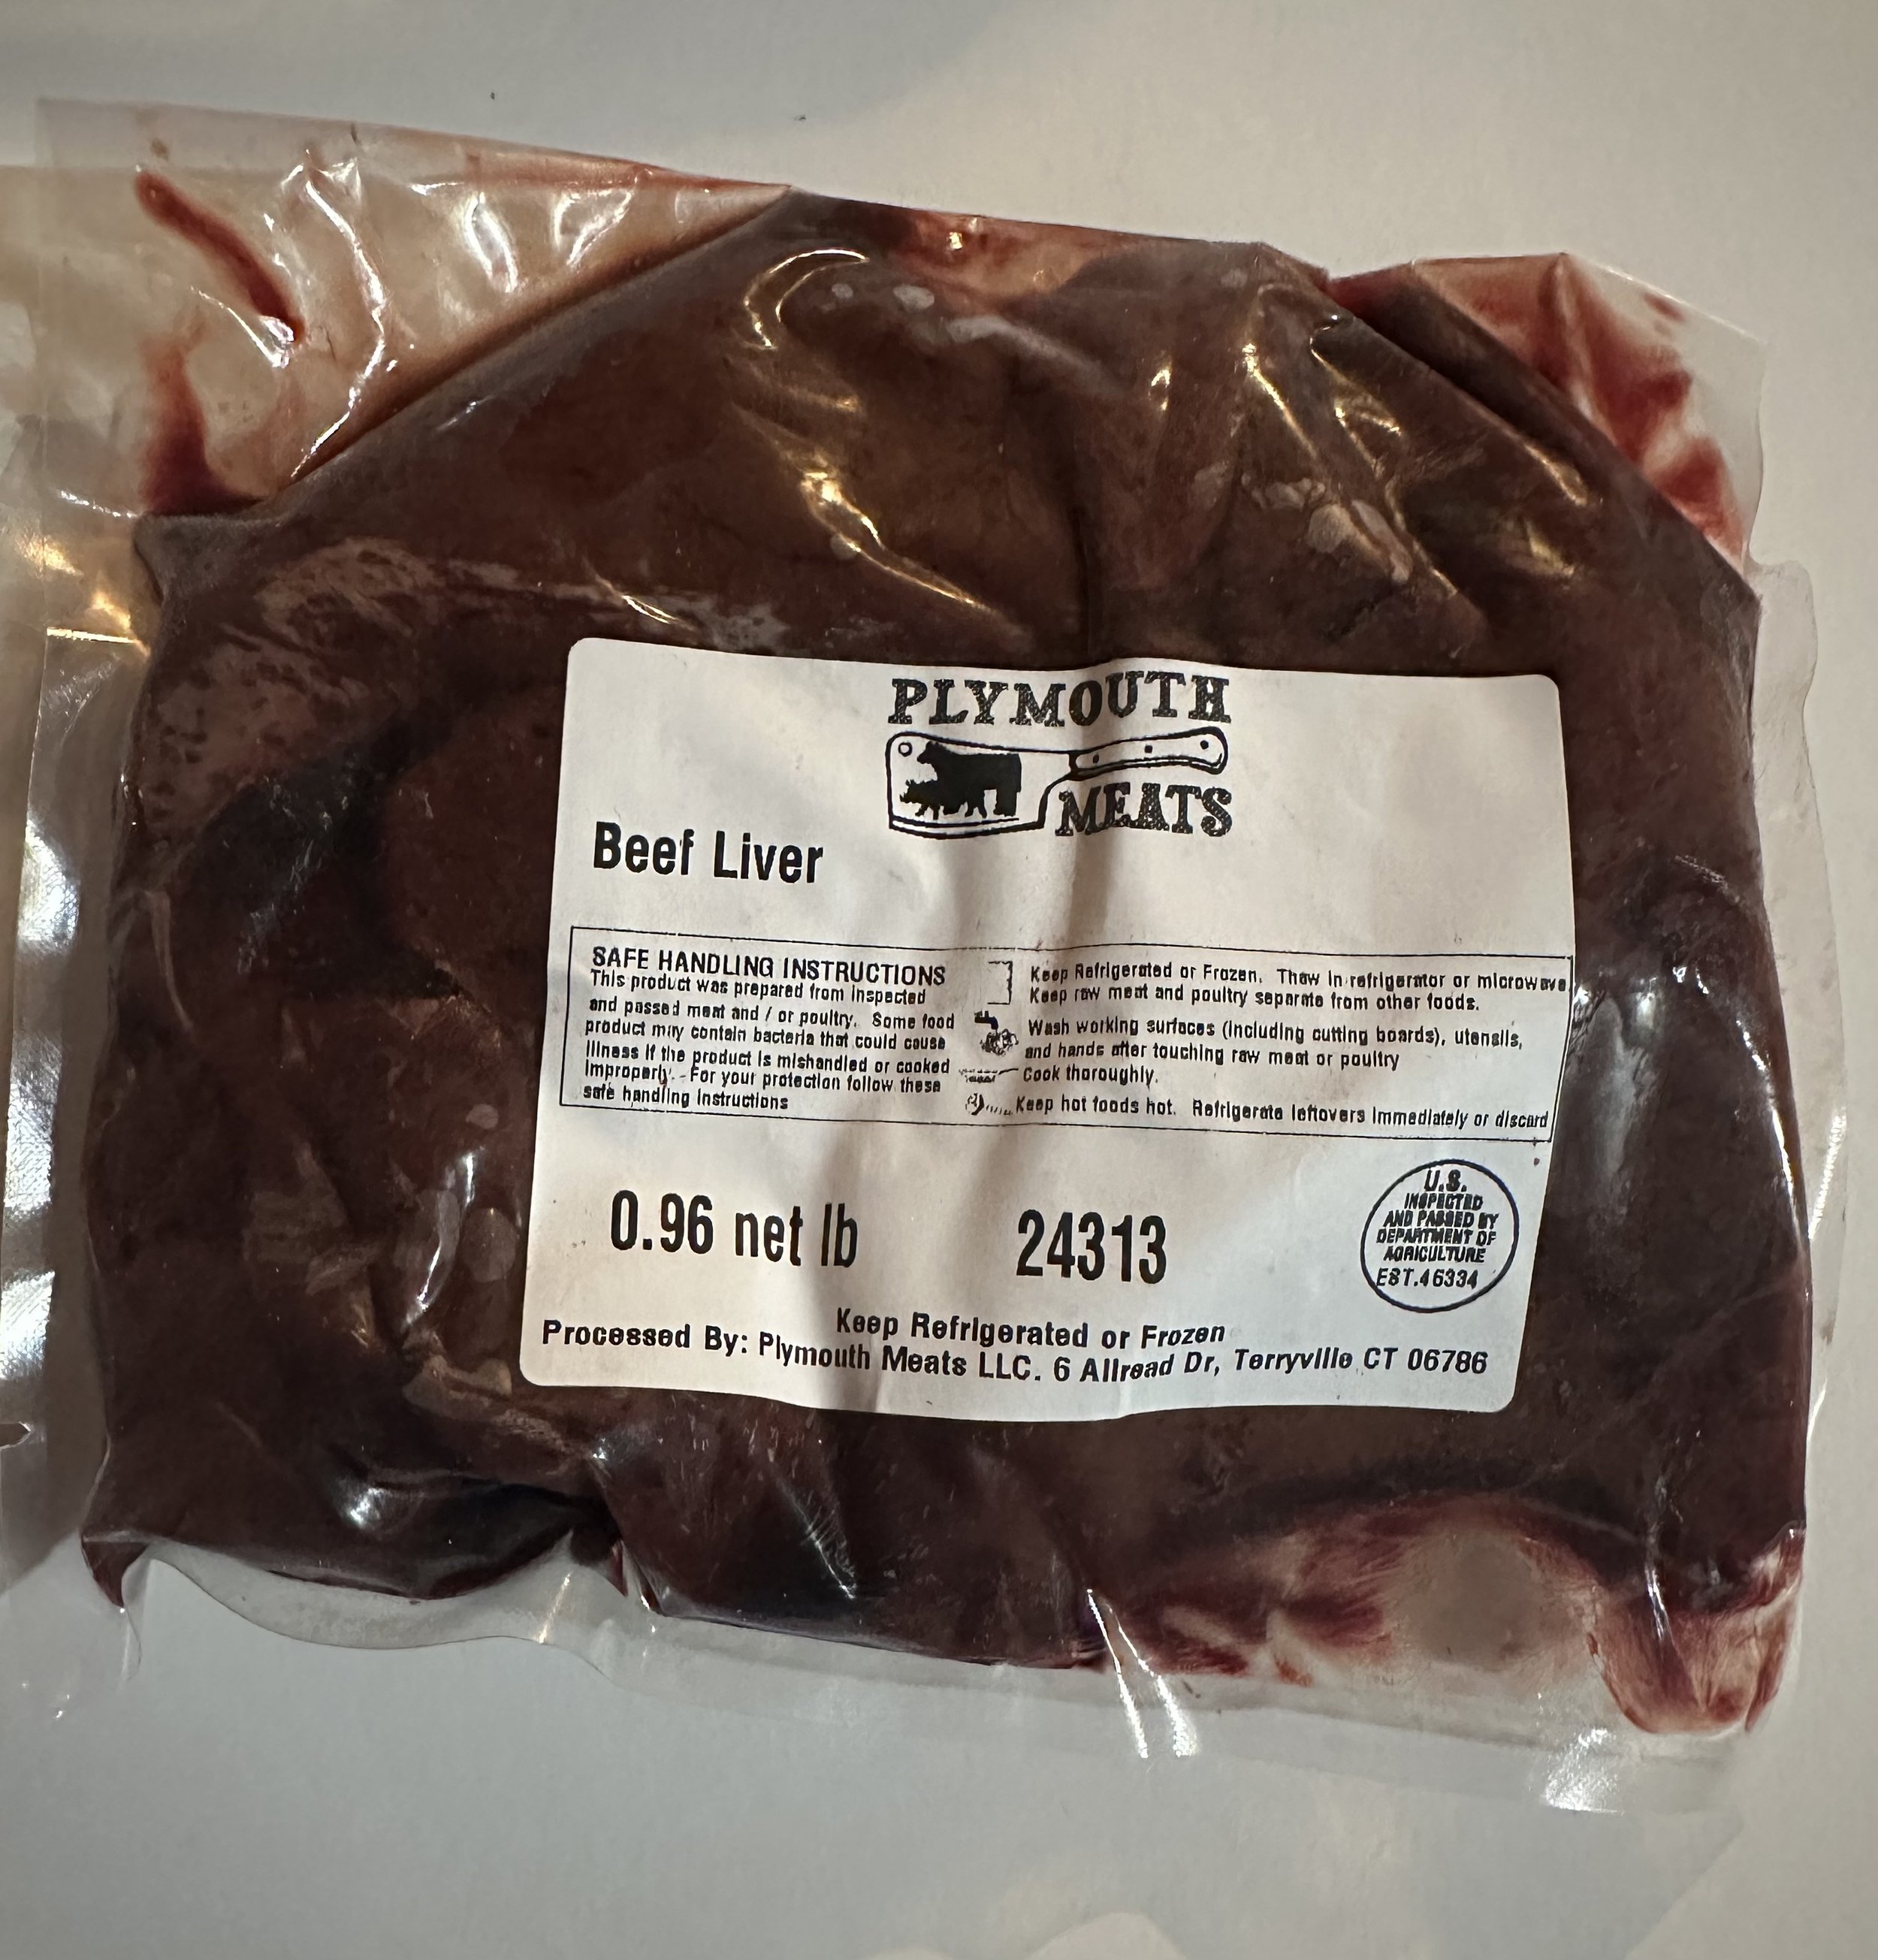 PLYMOUTH
MEATS
Beef Liver
SAFE HANDLING INSTRUCTIONS
This product was prepared from inspected
and passed meat and / or poultry. Some food
product may contain bacteria that could cause
illness if the product is mishandled or cooked
improperly. For your protection follow these
safe handling instructions
Keep Refrigerated or Frozen. Thaw in refrigerator or microwave
Keep raw meat and poultry separate from other foods.
Wash working surfaces (including cutting boards), utensils,
and hands after touching raw meat or poultry
Cook thoroughly.
Keep hot foods hot. Refrigerate leftovers immediately or discard
0.96 net lb
24313
U.S.
INSPECTED
AND PASSED BY
DEPARTMENT OF
AGRICULTURE
EST.46334
Keep Refrigerated or Frozen
Processed By: Plymouth Meats LLC. 6 Allread Dr, Terryville CT 06786